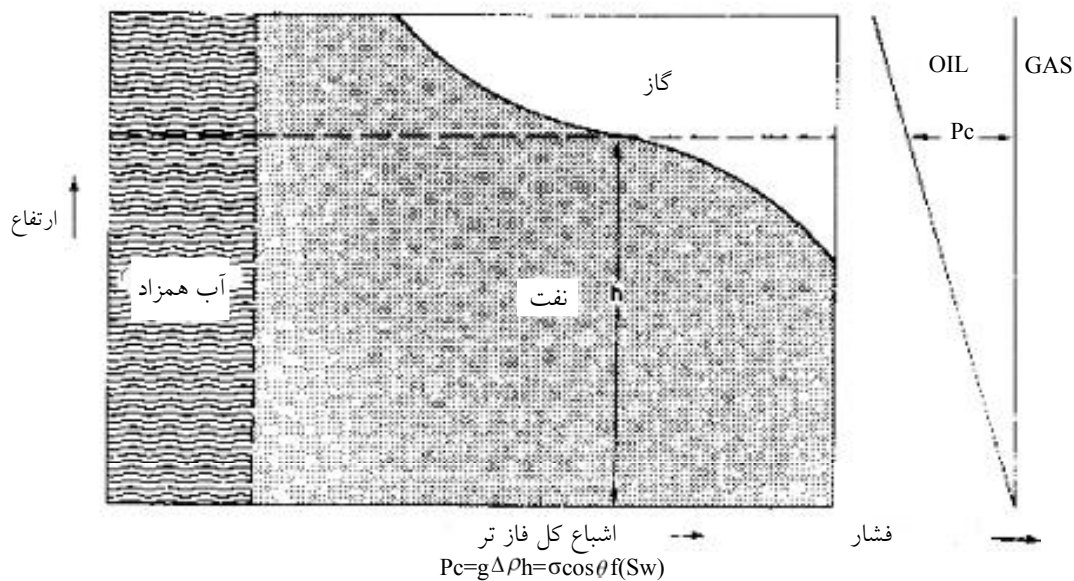 OIL
GAS
گاز
Pc
ارتفاع
آب همزاد
نفت
h
اشباع کل فاز تر
فشار
Pc=gΔρh=σcosθf(Sw)